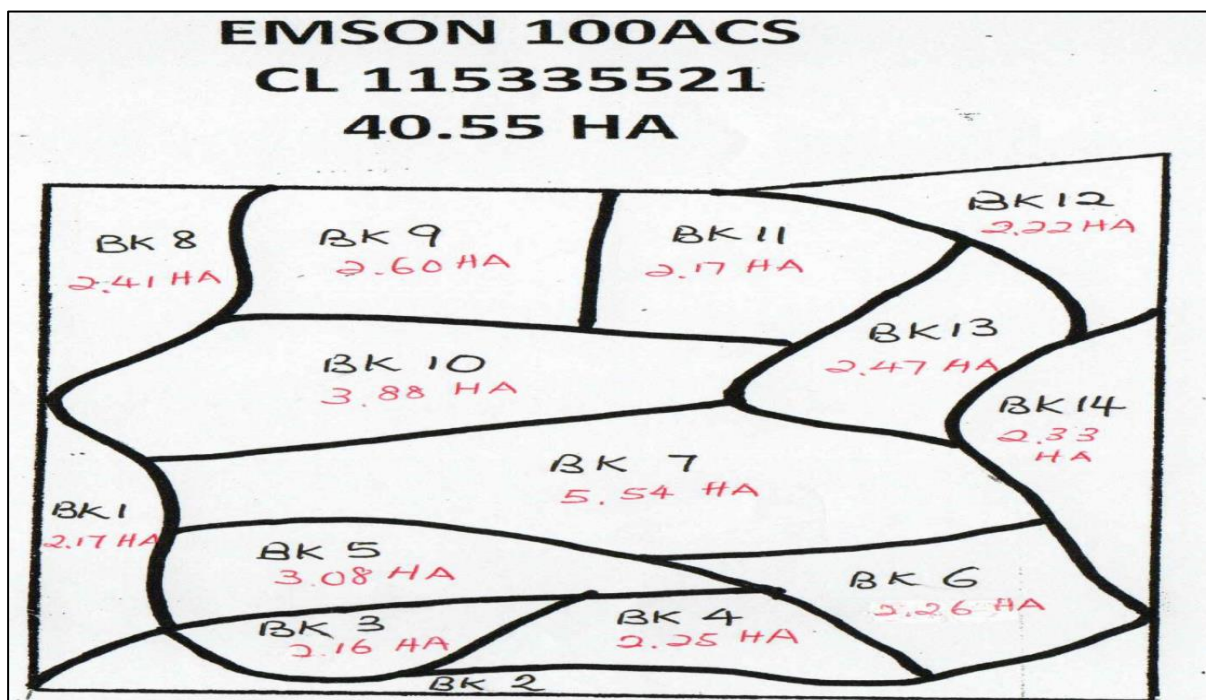 EMSON 100ACS
CL 115335521
40.55 HA
BK 8
2.41 HA
BK 9
2.60 HA
BK 11
2.17 HA
BK 12
2.22 HA
BK 10
3.88 HA
BK 13
2.47 HA
BK 14
2.33
HA
BK 7
5.54 HA
BK 1
2.17 HA
BK 5
3.08 HA
BK 6
2.26 HA
BK 3
2.16 HA
BK 4
2.25 HA
BK 2